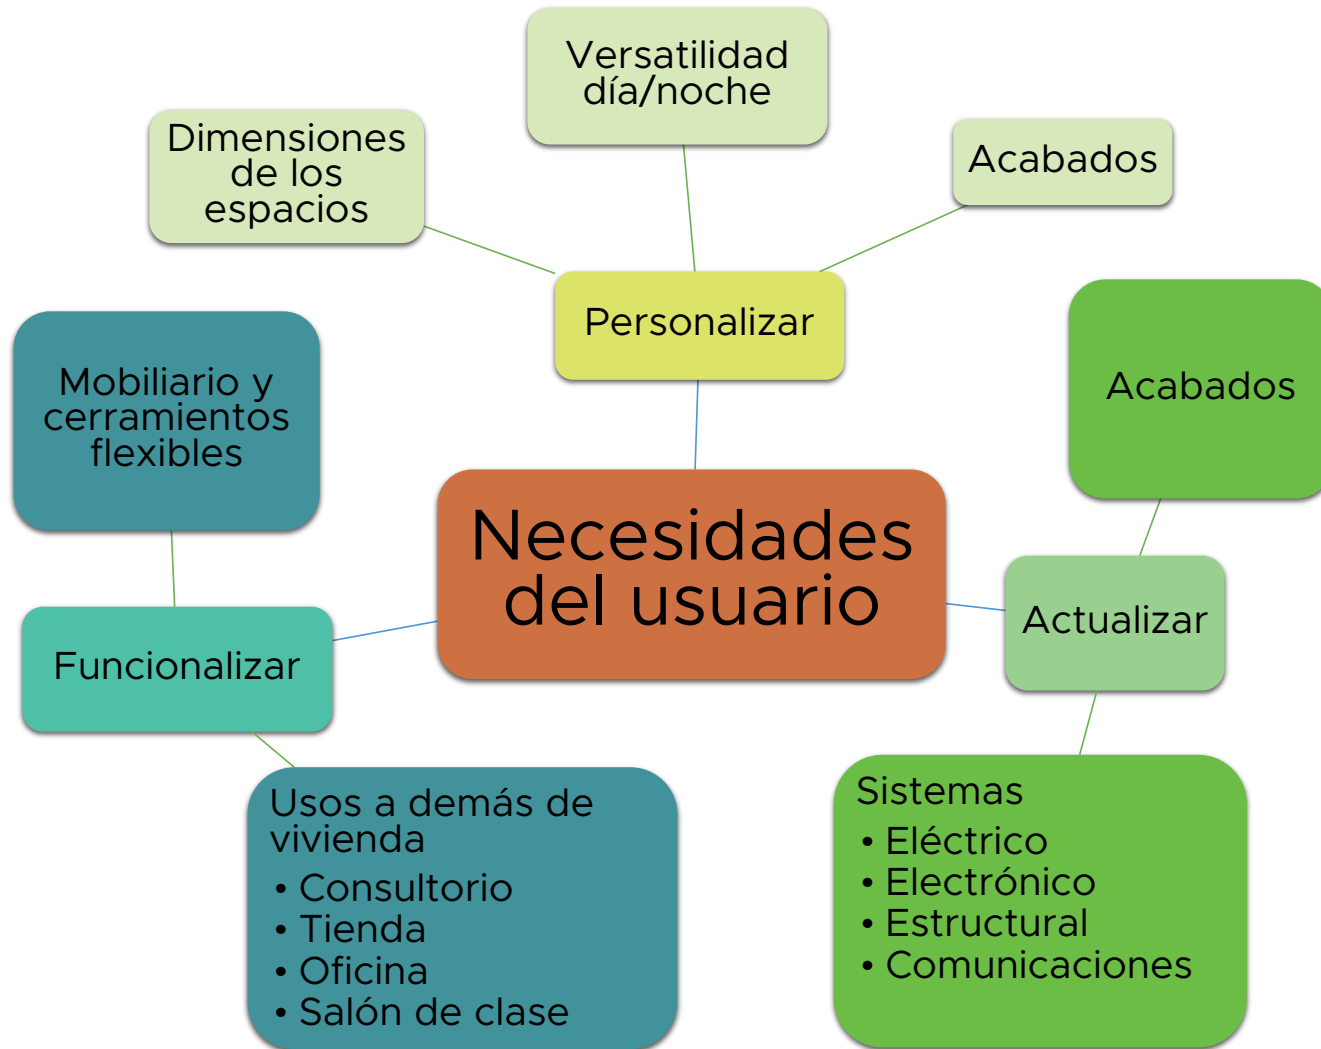 Versatilidad
día/noche
Dimensiones
de los
espacios
Acabados
Personalizar
Mobiliario y
cerramientos
flexibles
Acabados
Necesidades
del usuario
Funcionalizar
Actualizar
Usos a demás de
vivienda
• Consultorio
• Tienda
• Oficina
• Salón de clase
Sistemas
• Eléctrico
• Electrónico
• Estructural
• Comunicaciones